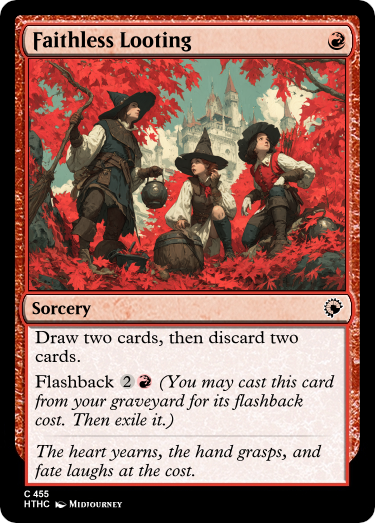 Faithless Looting
Sorcery
Draw two cards, then discard two
cards.
Flashback 2 (You may cast this card
from your graveyard for its flashback
cost. Then exile it.)
The heart yearns, the hand grasps, and
fate laughs at the cost.
C 455
HTHC Midjourney